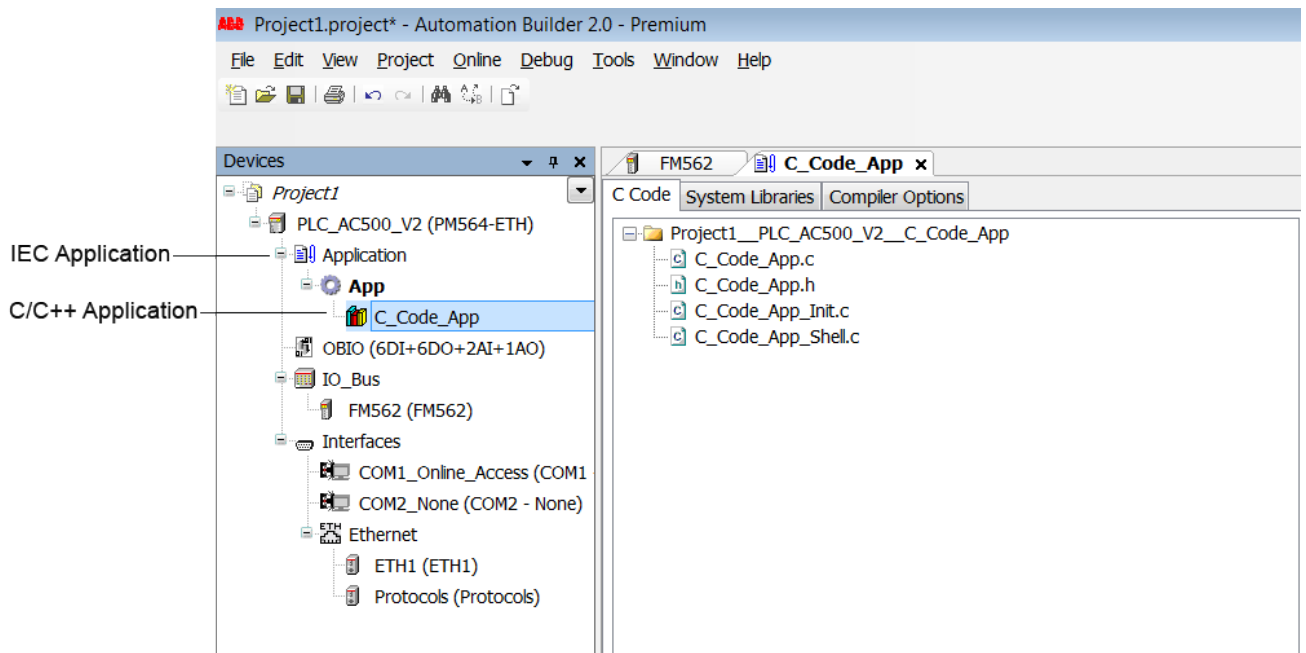 ABB Project1.project* - Automation Builder 2.0 - Premium
File Edit View Project Online Debug Tools Window Help
Devices
Project1
PLC_AC500_V2 (PM564-ETH)
IEC Application
Application
App
C/C++ Application
C_Code_App
OBIO (6DI+6DO+2AI+1AO)
IO_Bus
FM562 (FM562)
Interfaces
COM1_Online_Access (COM1 -
COM2_None (COM2 - None)
ETH
Ethernet
ETH1 (ETH1)
Protocols (Protocols)
FM562 C_Code_App x
C Code System Libraries Compiler Options
Project1__PLC_AC500_V2__C_Code_App
c C_Code_App.c
h C_Code_App.h
c C_Code_App_Init.c
c C_Code_App_Shell.c